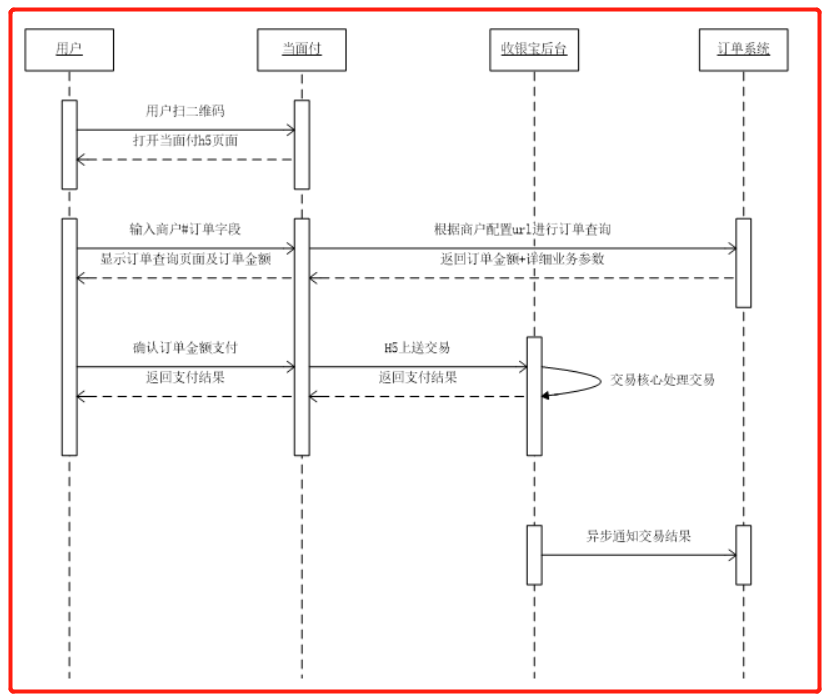 用户
当面付
收银宝后台
订单系统
用户扫二维码
打开当面付h5页面
输入商户#订单字段
根据商户配置url进行订单查询
显示订单查询页面及订单金额
返回订单金额+详细业务参数
确认订单金额支付
H5上送交易
返回支付结果
返回支付结果
交易核心处理交易
异步通知交易结果